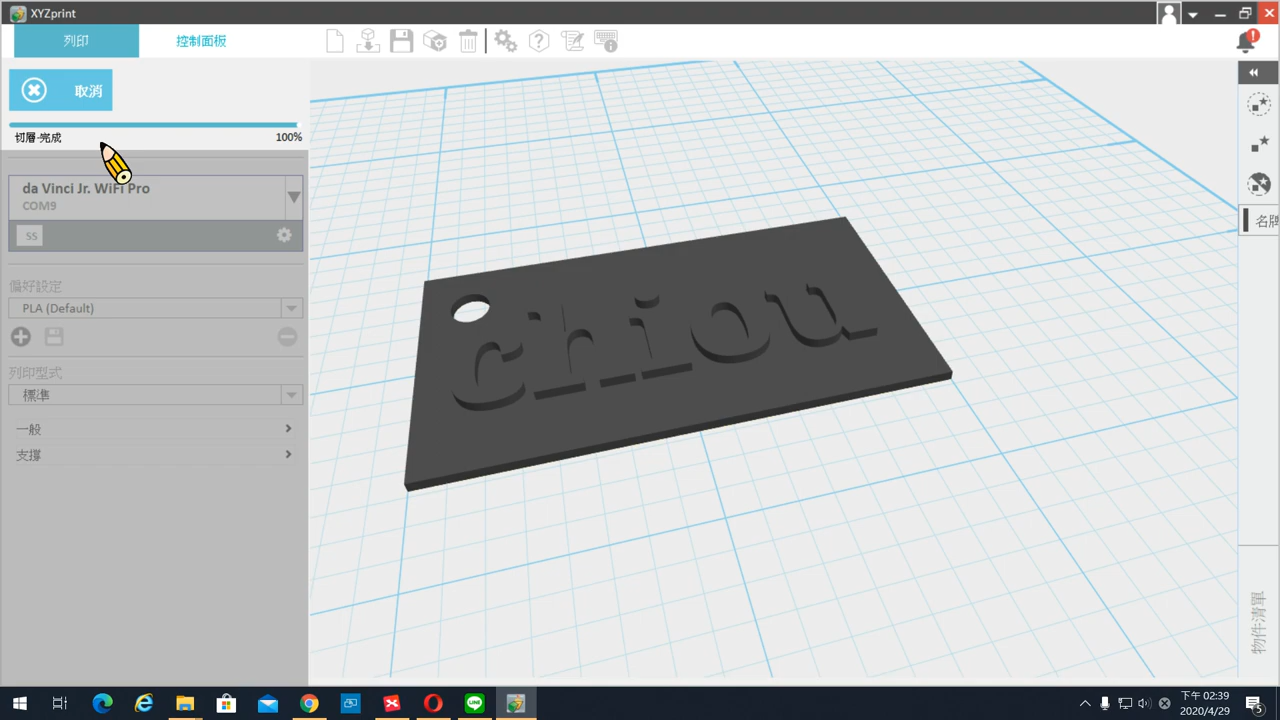 XYZprint
列印
控制面板
取消
切層-完成
100%
da Vinci Jr. WiFi Pro
COM9
ss
偏好設定
PLA (Default)
列印型式
標準
一般
支撐
chiou
名牌
物件清單
下午 02:39
2020/4/29
5